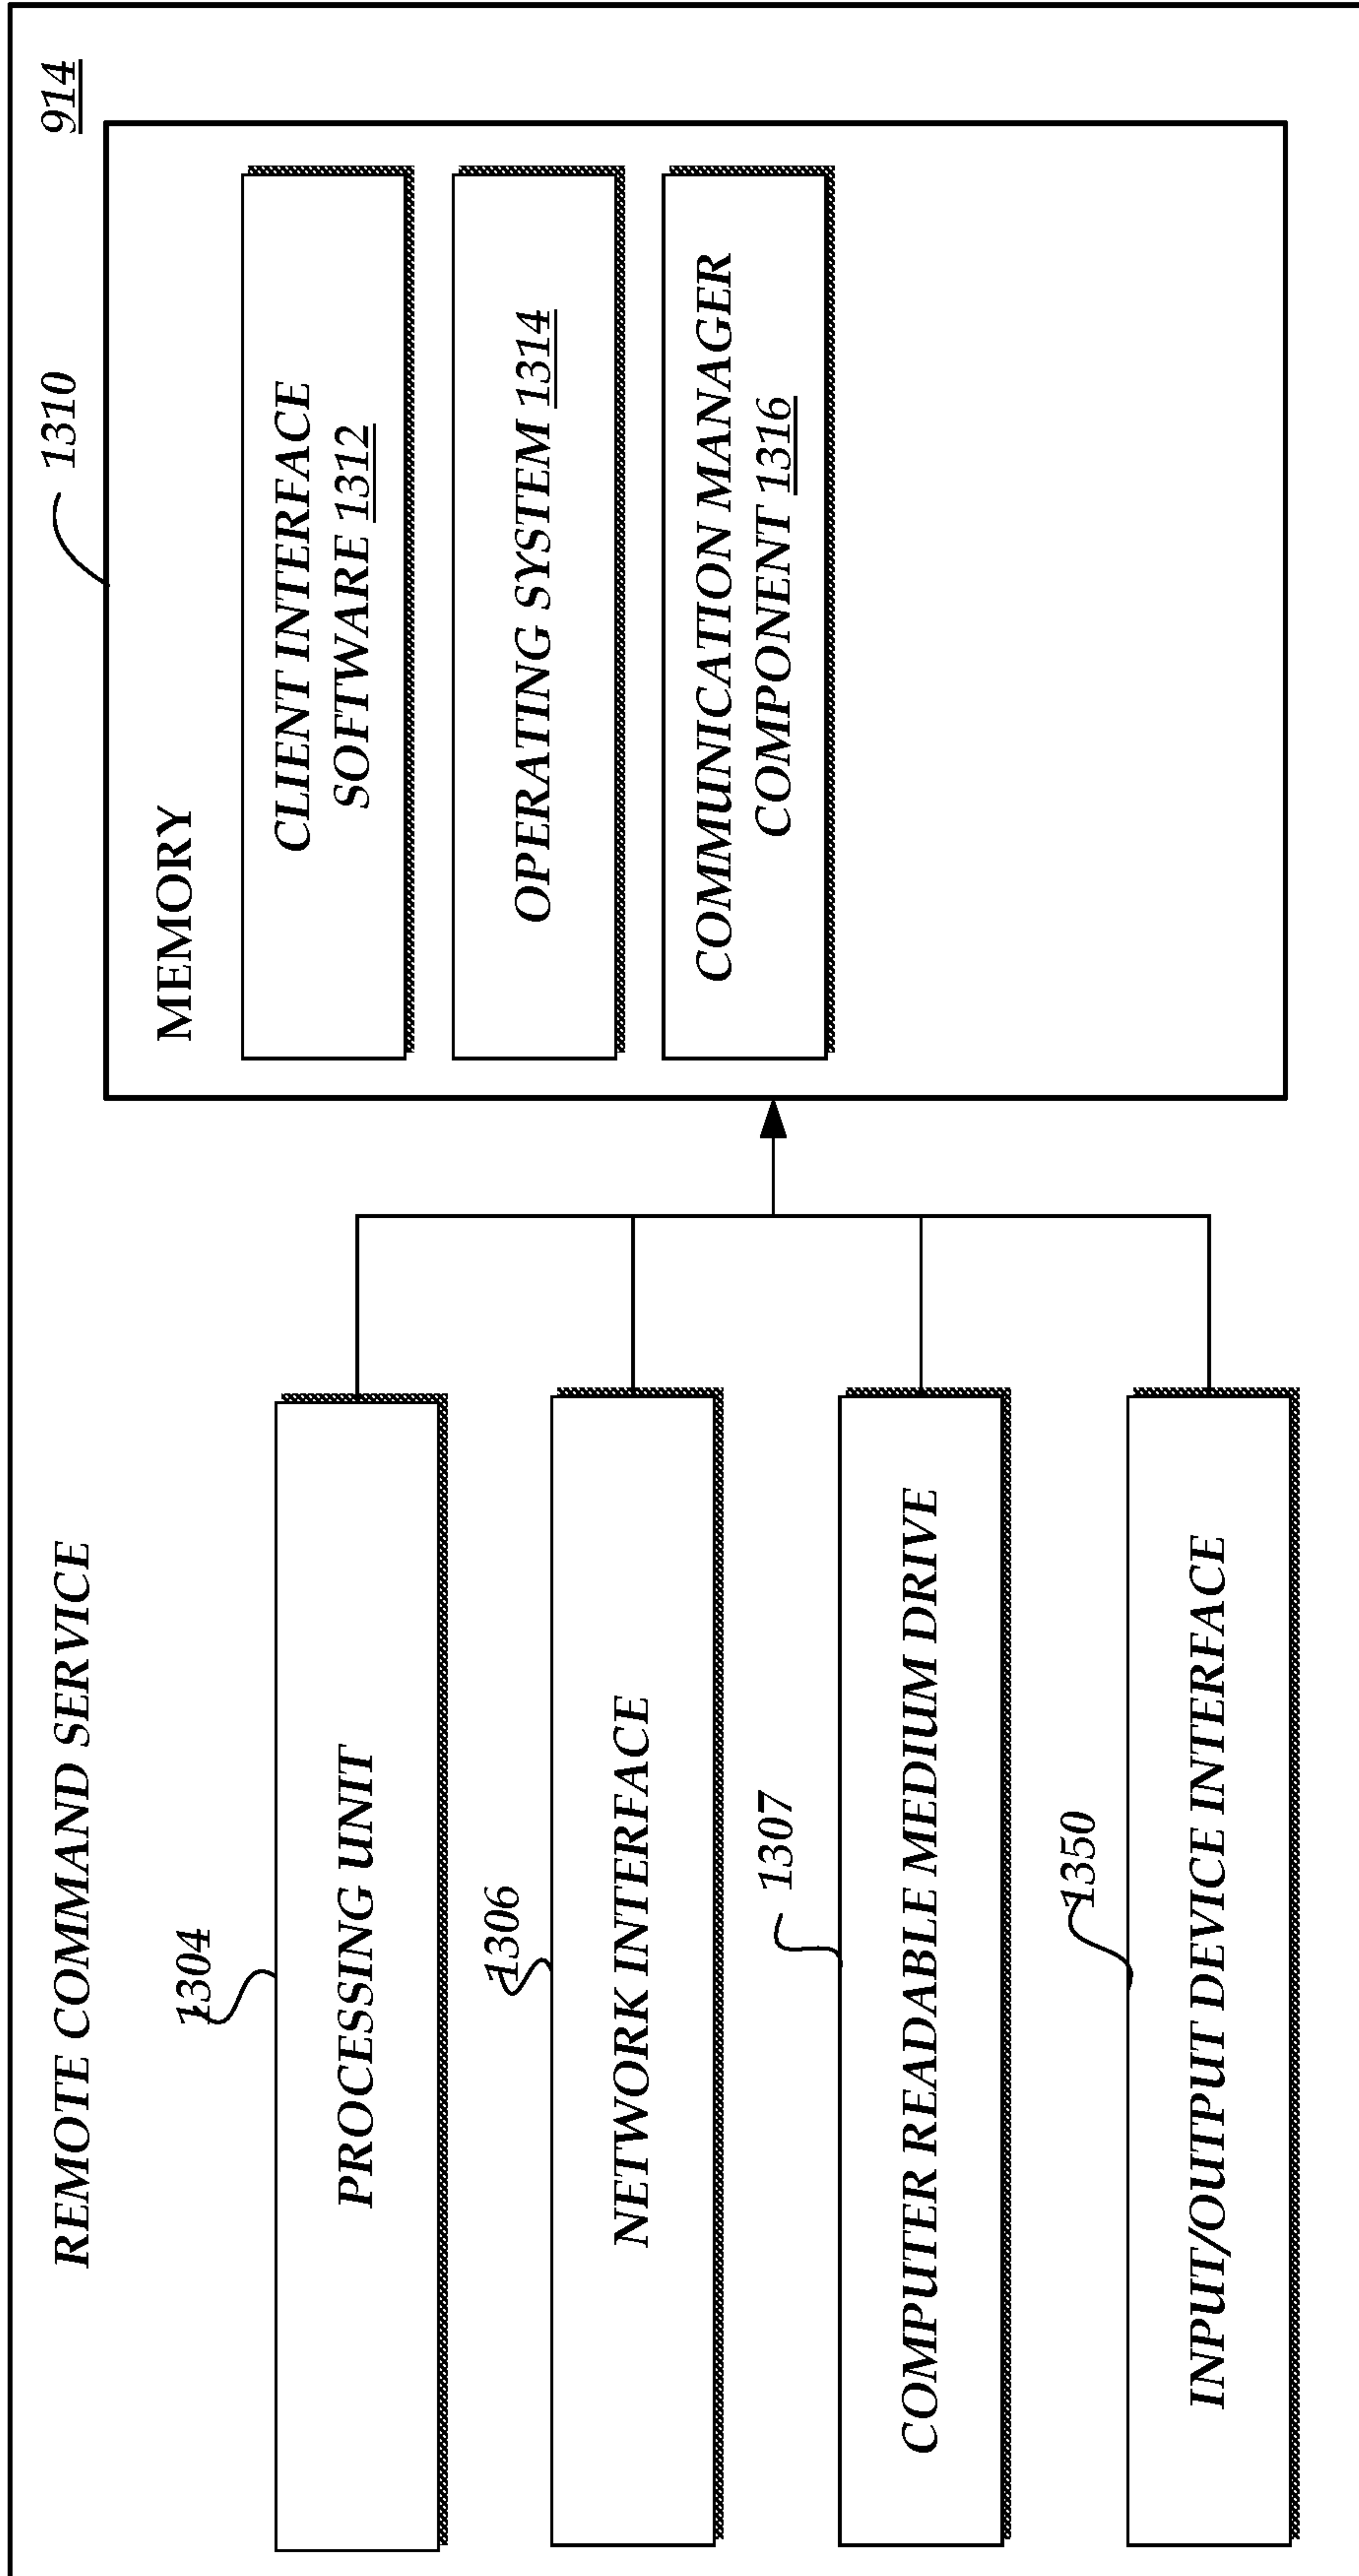 REMOTE COMMAND SERVICE
914
1304
PROCESSING UNIT
1306
NETWORK INTERFACE
1307
COMPUTER READABLE MEDIUM DRIVE
1350
INPUT/OUTPUT DEVICE INTERFACE
1310
MEMORY
CLIENT INTERFACE
SOFTWARE 1312
OPERATING SYSTEM 1314
COMMUNICATION MANAGER
COMPONENT 1316